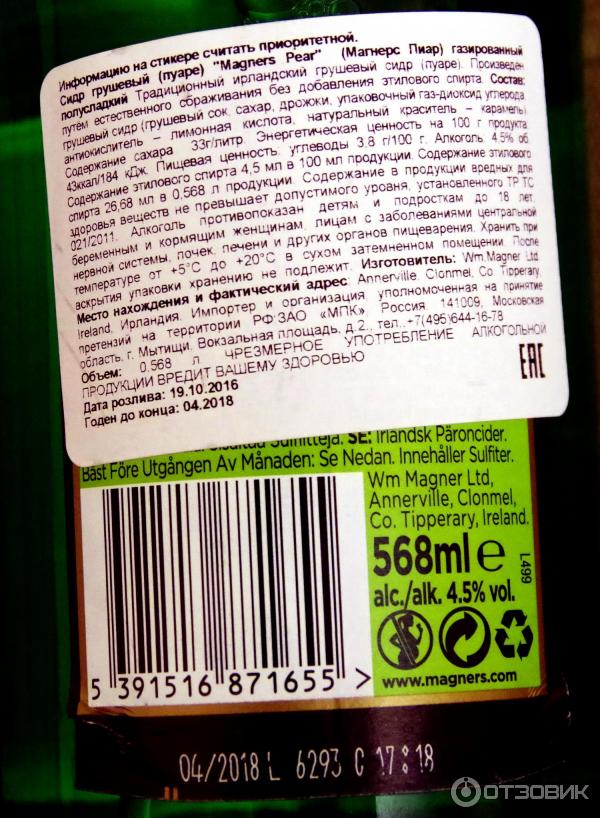 Информацию на стикере считать приоритетной.
Сидр грушевый (пуаре) "Magners Pear" (Магнерс Пиар) газированный
полусладкий Традиционный ирландский грушевый сидр (пуаре). Произведен
путем естественного сбраживания без добавления этилового спирта. Состав:
грушевый сидр (грушевый сок, сахар, дрожжи, упаковочный газ-диоксид углерода,
антиокислитель – лимонная кислота, натуральный краситель – карамель)
Содержание сахара 33г/литр. Энергетическая ценность на 100 г продукта
43ккал/184 кДж. Пищевая ценность: углеводы 3,8 г/100 г. Алкоголь: 4.5% об.
Содержание этилового спирта 4,5 мл в 100 мл продукции. Содержание этилового
спирта 26,68 мл в 0,568 л продукции. Содержание в продукции вредных для
здоровья веществ не превышает допустимого уровня, установленного ТР ТС
021/2011. Алкоголь противопоказан детям и подросткам до 18 лет,
беременным и кормящим женщинам, лицам с заболеваниями центральной
нервной системы, почек, печени и других органов пищеварения. Хранить при
температуре от +5°С до +20°С в сухом затемненном помещении. После
вскрытия упаковки хранению не подлежит. Изготовитель: Wm.Magner Ltd
Место нахождения и фактический адрес: Annerville, Clonmel, Co. Tipperary,
Ireland, Ирландия. Импортер и организация, уполномоченная на принятие
претензий на территории РФ:ЗАО «МПК» Россия, 141009, Московская
область, г. Мытищи, Вокзальная площадь, д.2., тел..+7(495)644-16-78
Объем: 0.568 л. ЧРЕЗМЕРНОЕ УПОТРЕБЛЕНИЕ АЛКОГОЛЬНОЙ
ПРОДУКЦИИ ВРЕДИТ ВАШЕМУ ЗДОРОВЬЮ
Дата розлива: 19.10.2016
Годен до конца: 04.2018
EAC
Sulfiitteja. SE: Irländsk Päroncider.
Bäst Före Utgången Av Månaden: Se Nedan. Innehåller Sulfiter.
Wm Magner Ltd,
Annerville, Clonmel,
Co. Tipperary, Ireland.
568ml e
L499
alc./alk. 4.5% vol.
www.magners.com
5 391516 871655 >
04/2018 L 6293 C 17:18
ОТЗОВИК